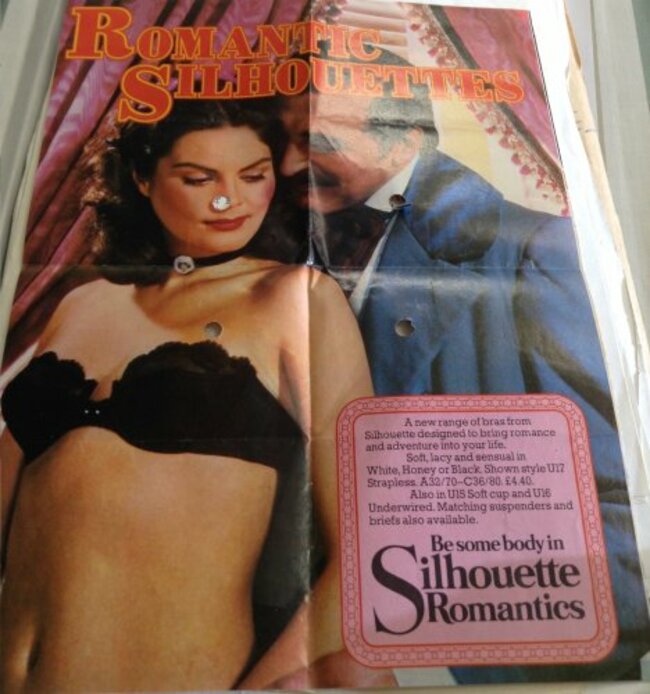 ROMANTIC
SILHOUETTES
A new range of bras from
Silhouette designed to bring romance
and adventure into your life.
Soft, lacy and sensual in
White, Honey or Black. Shown style U17
Strapless. A32/70-C36/80. £4.40.
Also in U15 Soft cup and U16
Underwired. Matching suspenders and
briefs also available.
Be some body in
Silhouette
Romantics